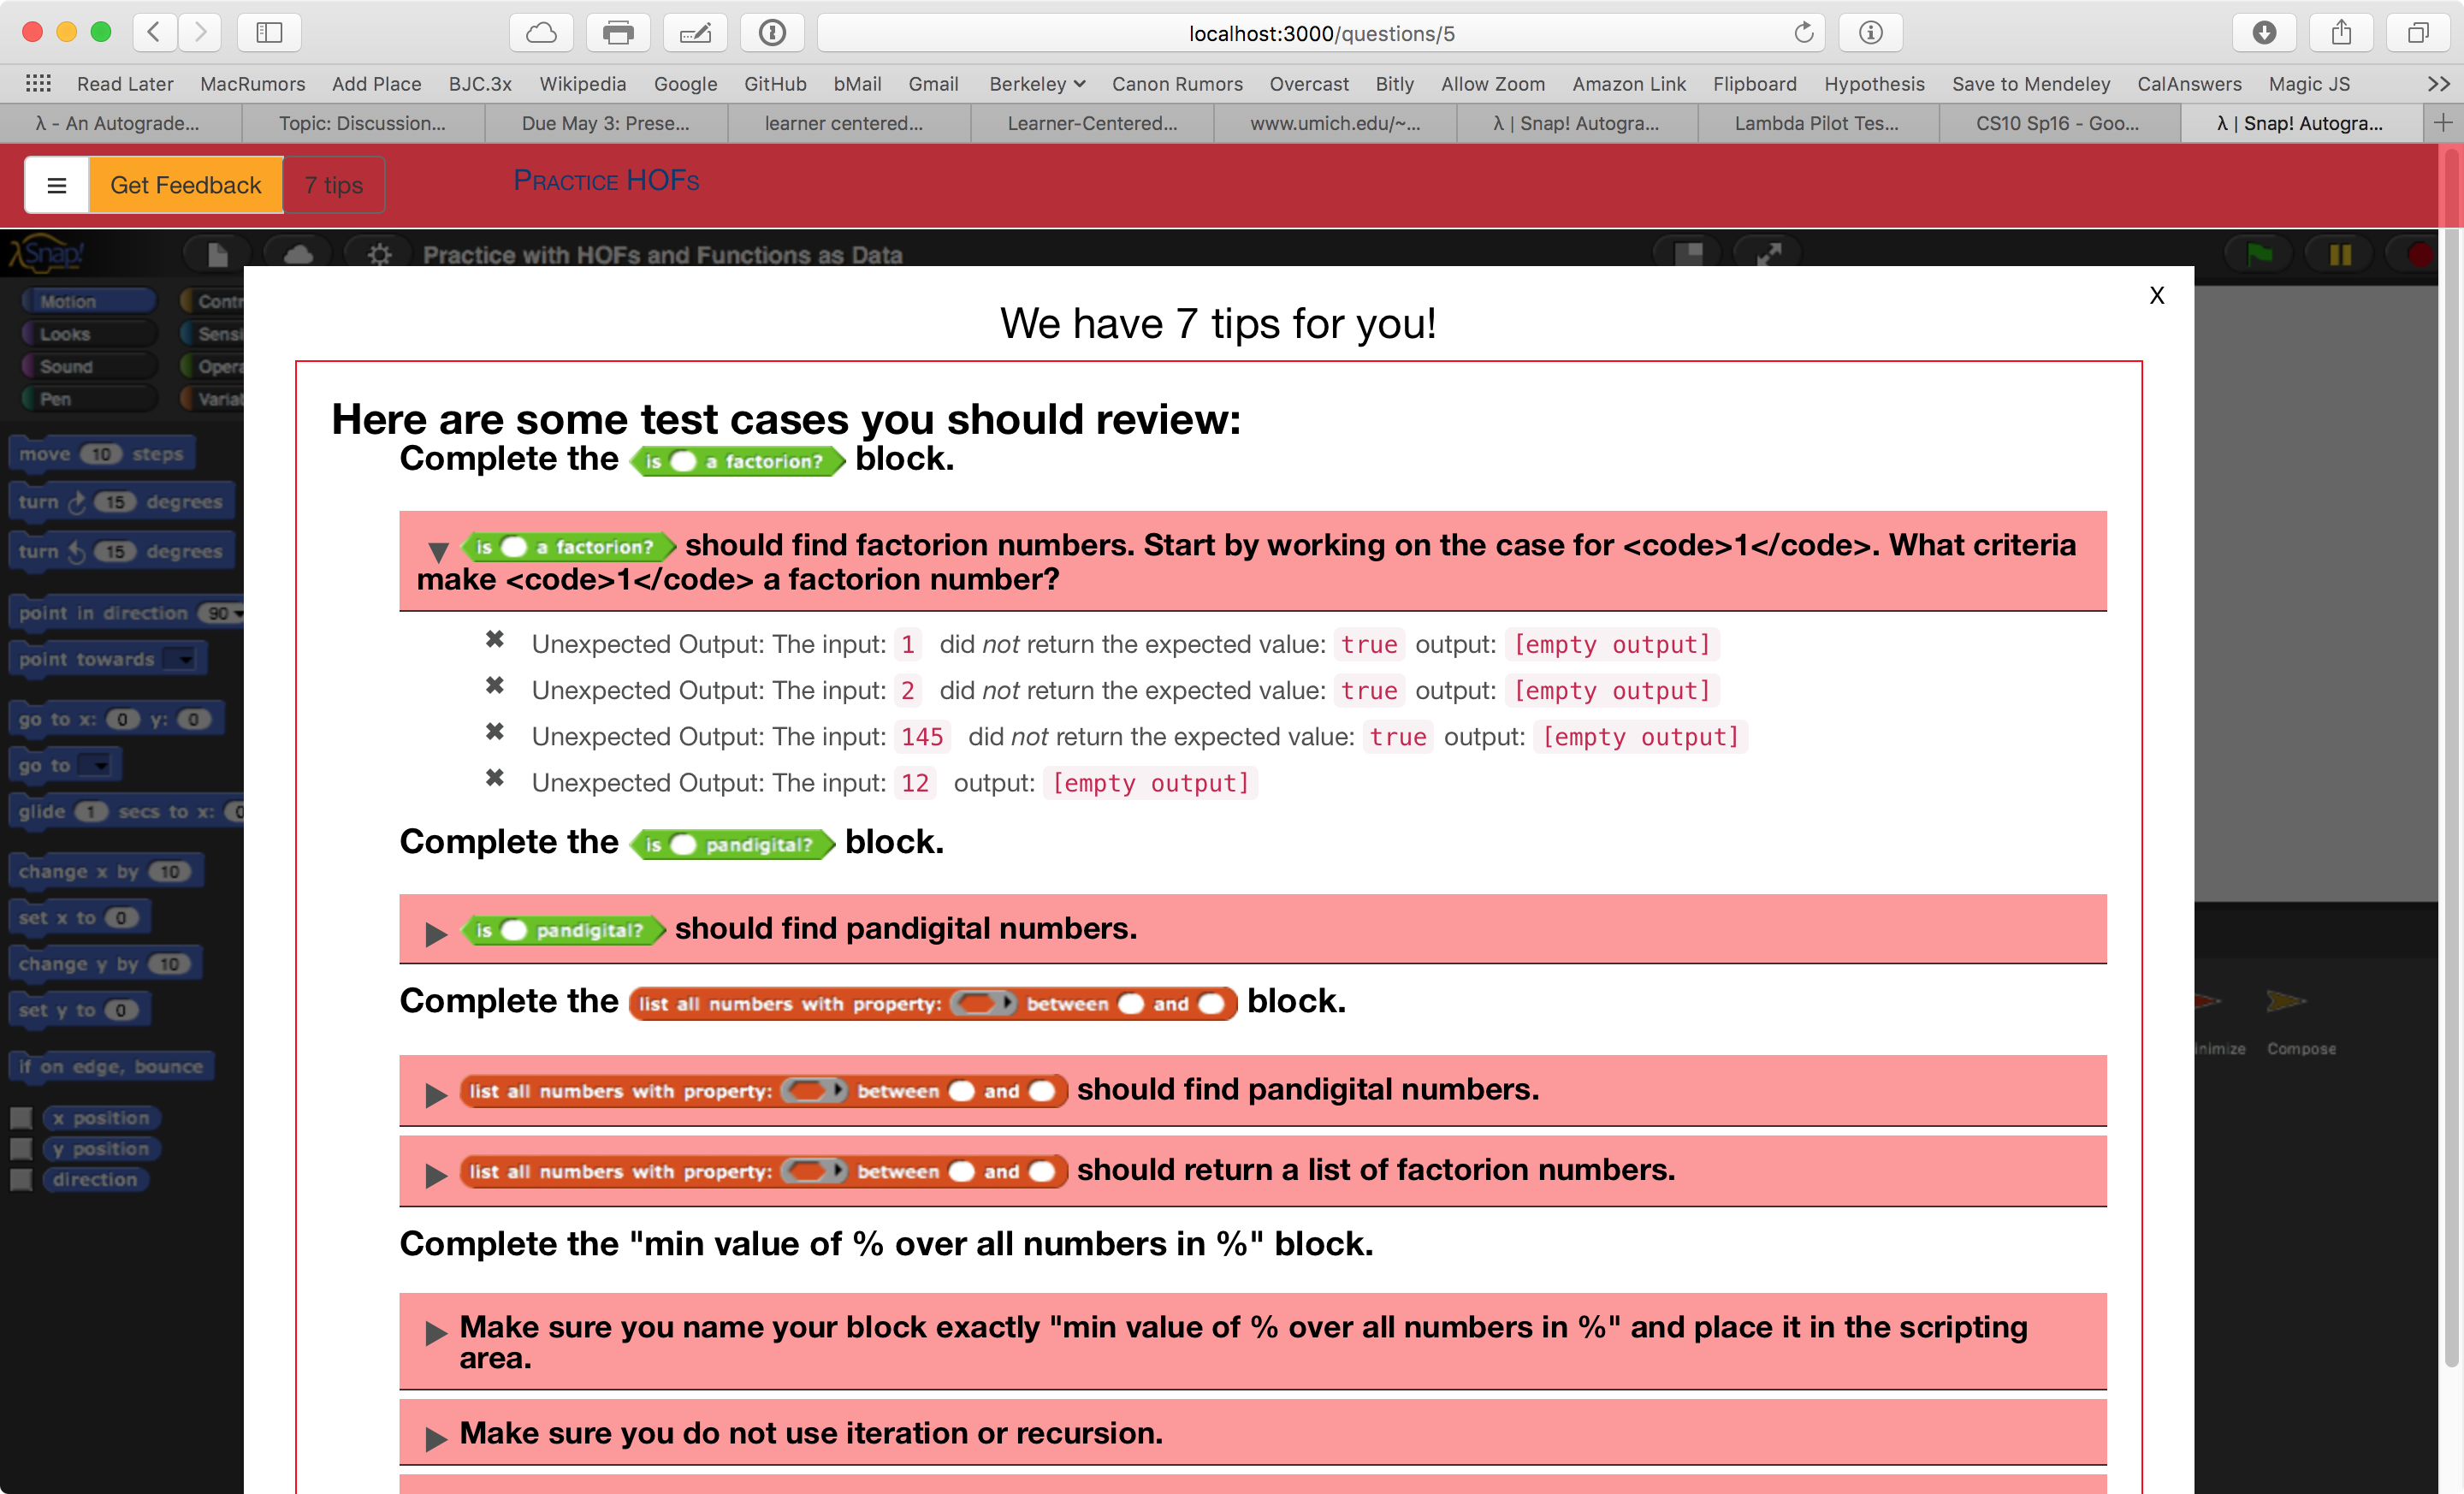 localhost:3000/questions/5
Read Later MacRumors Add Place BJC.3x Wikipedia Google GitHub bMail Gmail Berkeley Canon Rumors Overcast Bitly Allow Zoom Amazon Link Flipboard Hypothesis Save to Mendeley CalAnswers Magic JS >>
λ - An Autograde... Topic: Discussion... Due May 3: Prese... learner centered... Learner-Centered... www.umich.edu/~... λ | Snap! Autogra... Lambda Pilot Tes... CS10 Sp16 - Goo... λ | Snap! Autogra... +
Get Feedback 7 tips Practice HOFs
Snap! Practice with HOFs and Functions as Data
X
We have 7 tips for you!
Here are some test cases you should review:
Complete the is a factorion? block.
is a factorion? should find factorion numbers. Start by working on the case for <code>1</code>. What criteria
make <code>1</code> a factorion number?
Unexpected Output: The input: 1 did not return the expected value: true output: [empty output]
Unexpected Output: The input: 2 did not return the expected value: true output: [empty output]
Unexpected Output: The input: 145 did not return the expected value: true output: [empty output]
Unexpected Output: The input: 12 output: [empty output]
Complete the is pandigital? block.
is pandigital? should find pandigital numbers.
Complete the list all numbers with property: between and block.
list all numbers with property: between and should find pandigital numbers.
list all numbers with property: between and should return a list of factorion numbers.
Complete the "min value of % over all numbers in %" block.
Make sure you name your block exactly "min value of % over all numbers in %" and place it in the scripting
area.
Make sure you do not use iteration or recursion.
Motion Contr
Looks Sensi
Sound Opera
Pen Varia
move 10 steps
turn 15 degrees
turn 15 degrees
point in direction 90
point towards
go to x: 0 y: 0
go to
glide 1 secs to x: 0
change x by 10
set x to 0
change y by 10
set y to 0
if on edge, bounce
x position
y position
direction
nimize Compose